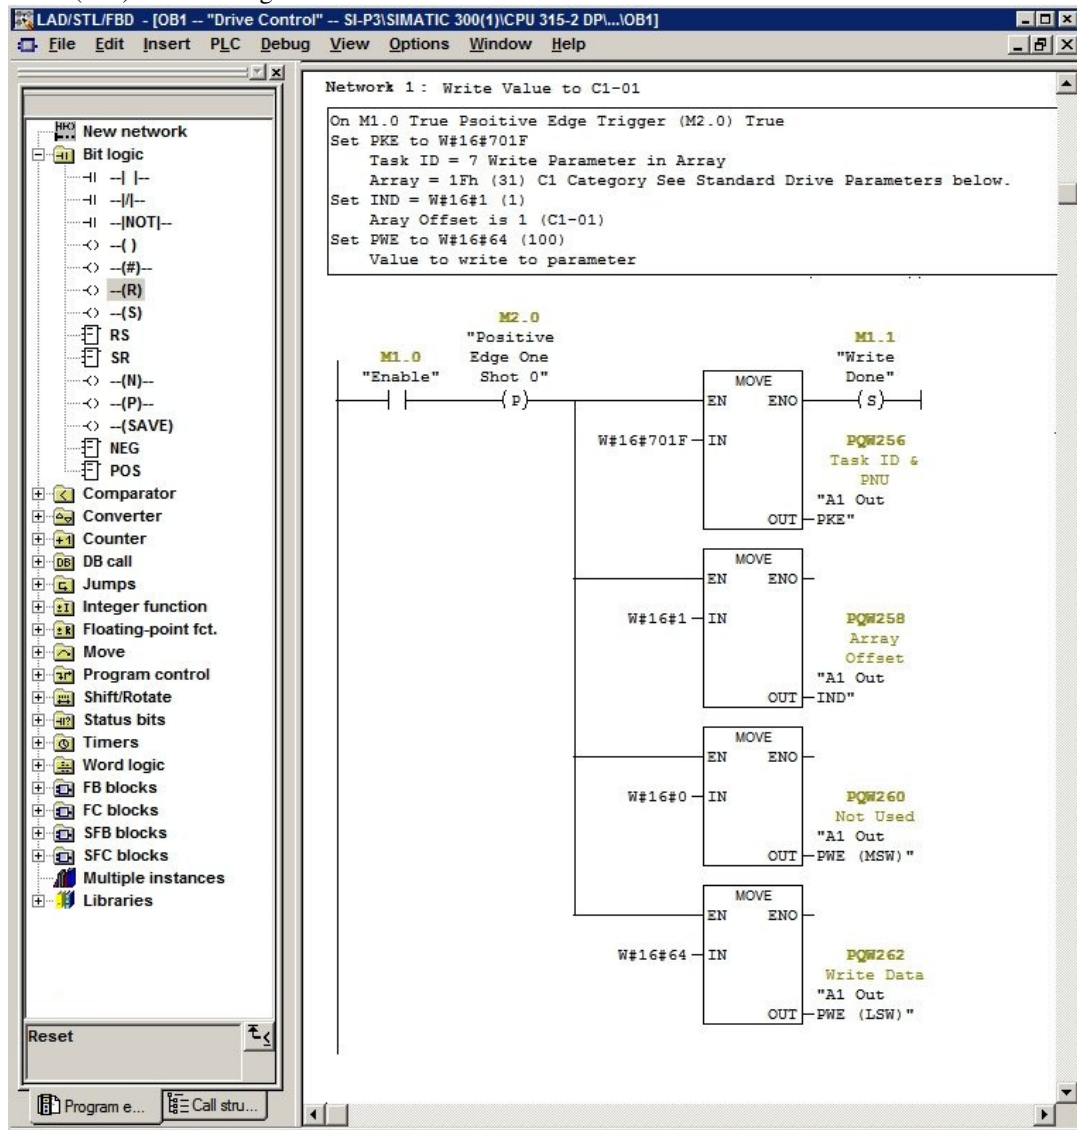 LAD/STL/FBD - [OB1 -- "Drive Control" -- SI-P3\SIMATIC 300(1)\CPU 315-2 DP\...\OB1]
File Edit Insert PLC Debug View Options Window Help
New network
Bit logic
--| |--
--|/|--
--|NOT|--
--( )
--(#)--
--(R)
--(S)
RS
SR
--(N)--
--(P)--
--(SAVE)
NEG
POS
Comparator
Converter
Counter
DB call
Jumps
Integer function
Floating-point fct.
Move
Program control
Shift/Rotate
Status bits
Timers
Word logic
FB blocks
FC blocks
SFB blocks
SFC blocks
Multiple instances
Libraries
Reset
Program e...
Call stru...
Network 1 : Write Value to C1-01
On M1.0 True Psoitive Edge Trigger (M2.0) True
Set PKE to W#16#701F
Task ID = 7 Write Parameter in Array
Array = 1Fh (31) C1 Category See Standard Drive Parameters below.
Set IND = W#16#1 (1)
Aray Offset is 1 (C1-01)
Set PWE to W#16#64 (100)
Value to write to parameter
M1.0
"Enable"
M2.0
"Positive
Edge One
Shot 0"
(P)
M1.1
"Write
Done"
(S)
MOVE
EN ENO
W#16#701F IN
PQW256
Task ID &
PNU
"A1 Out
OUT PKE"
MOVE
EN ENO
W#16#1 IN
PQW258
Array
Offset
"A1 Out
OUT IND"
MOVE
EN ENO
W#16#0 IN
PQW260
Not Used
"A1 Out
OUT PWE (MSW)"
MOVE
EN ENO
W#16#64 IN
PQW262
Write Data
"A1 Out
OUT PWE (LSW)"